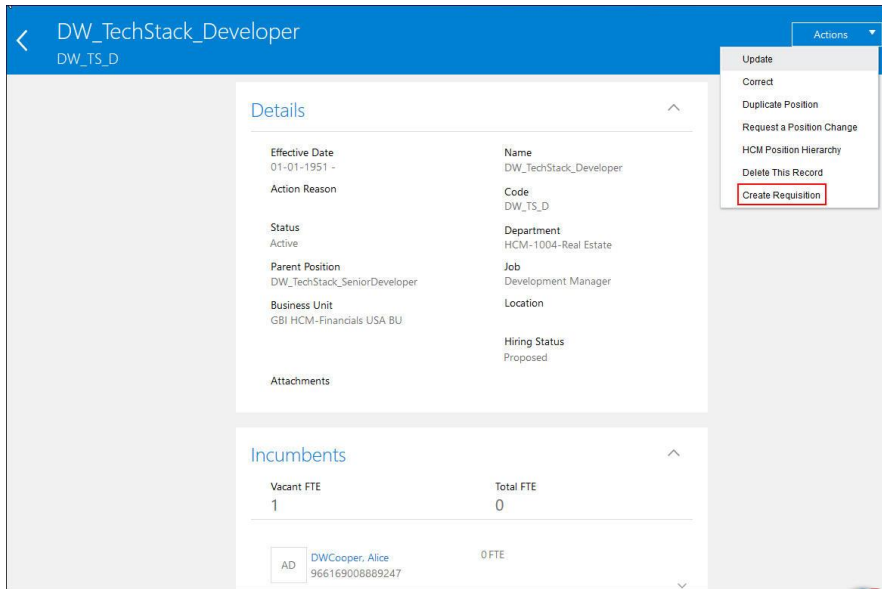 DW_TechStack_Developer
DW_TS_D
Actions
Update
Correct
Duplicate Position
Request a Position Change
HCM Position Hierarchy
Delete This Record
Create Requisition
Details
Effective Date
01-01-1951 -
Name
DW_TechStack_Developer
Action Reason
Code
DW_TS_D
Status
Active
Department
HCM-1004-Real Estate
Parent Position
DW_TechStack_SeniorDeveloper
Job
Development Manager
Business Unit
GBI HCM-Financials USA BU
Location
Hiring Status
Proposed
Attachments
Incumbents
Vacant FTE
1
Total FTE
0
AD
DWCooper, Alice
966169008889247
0 FTE